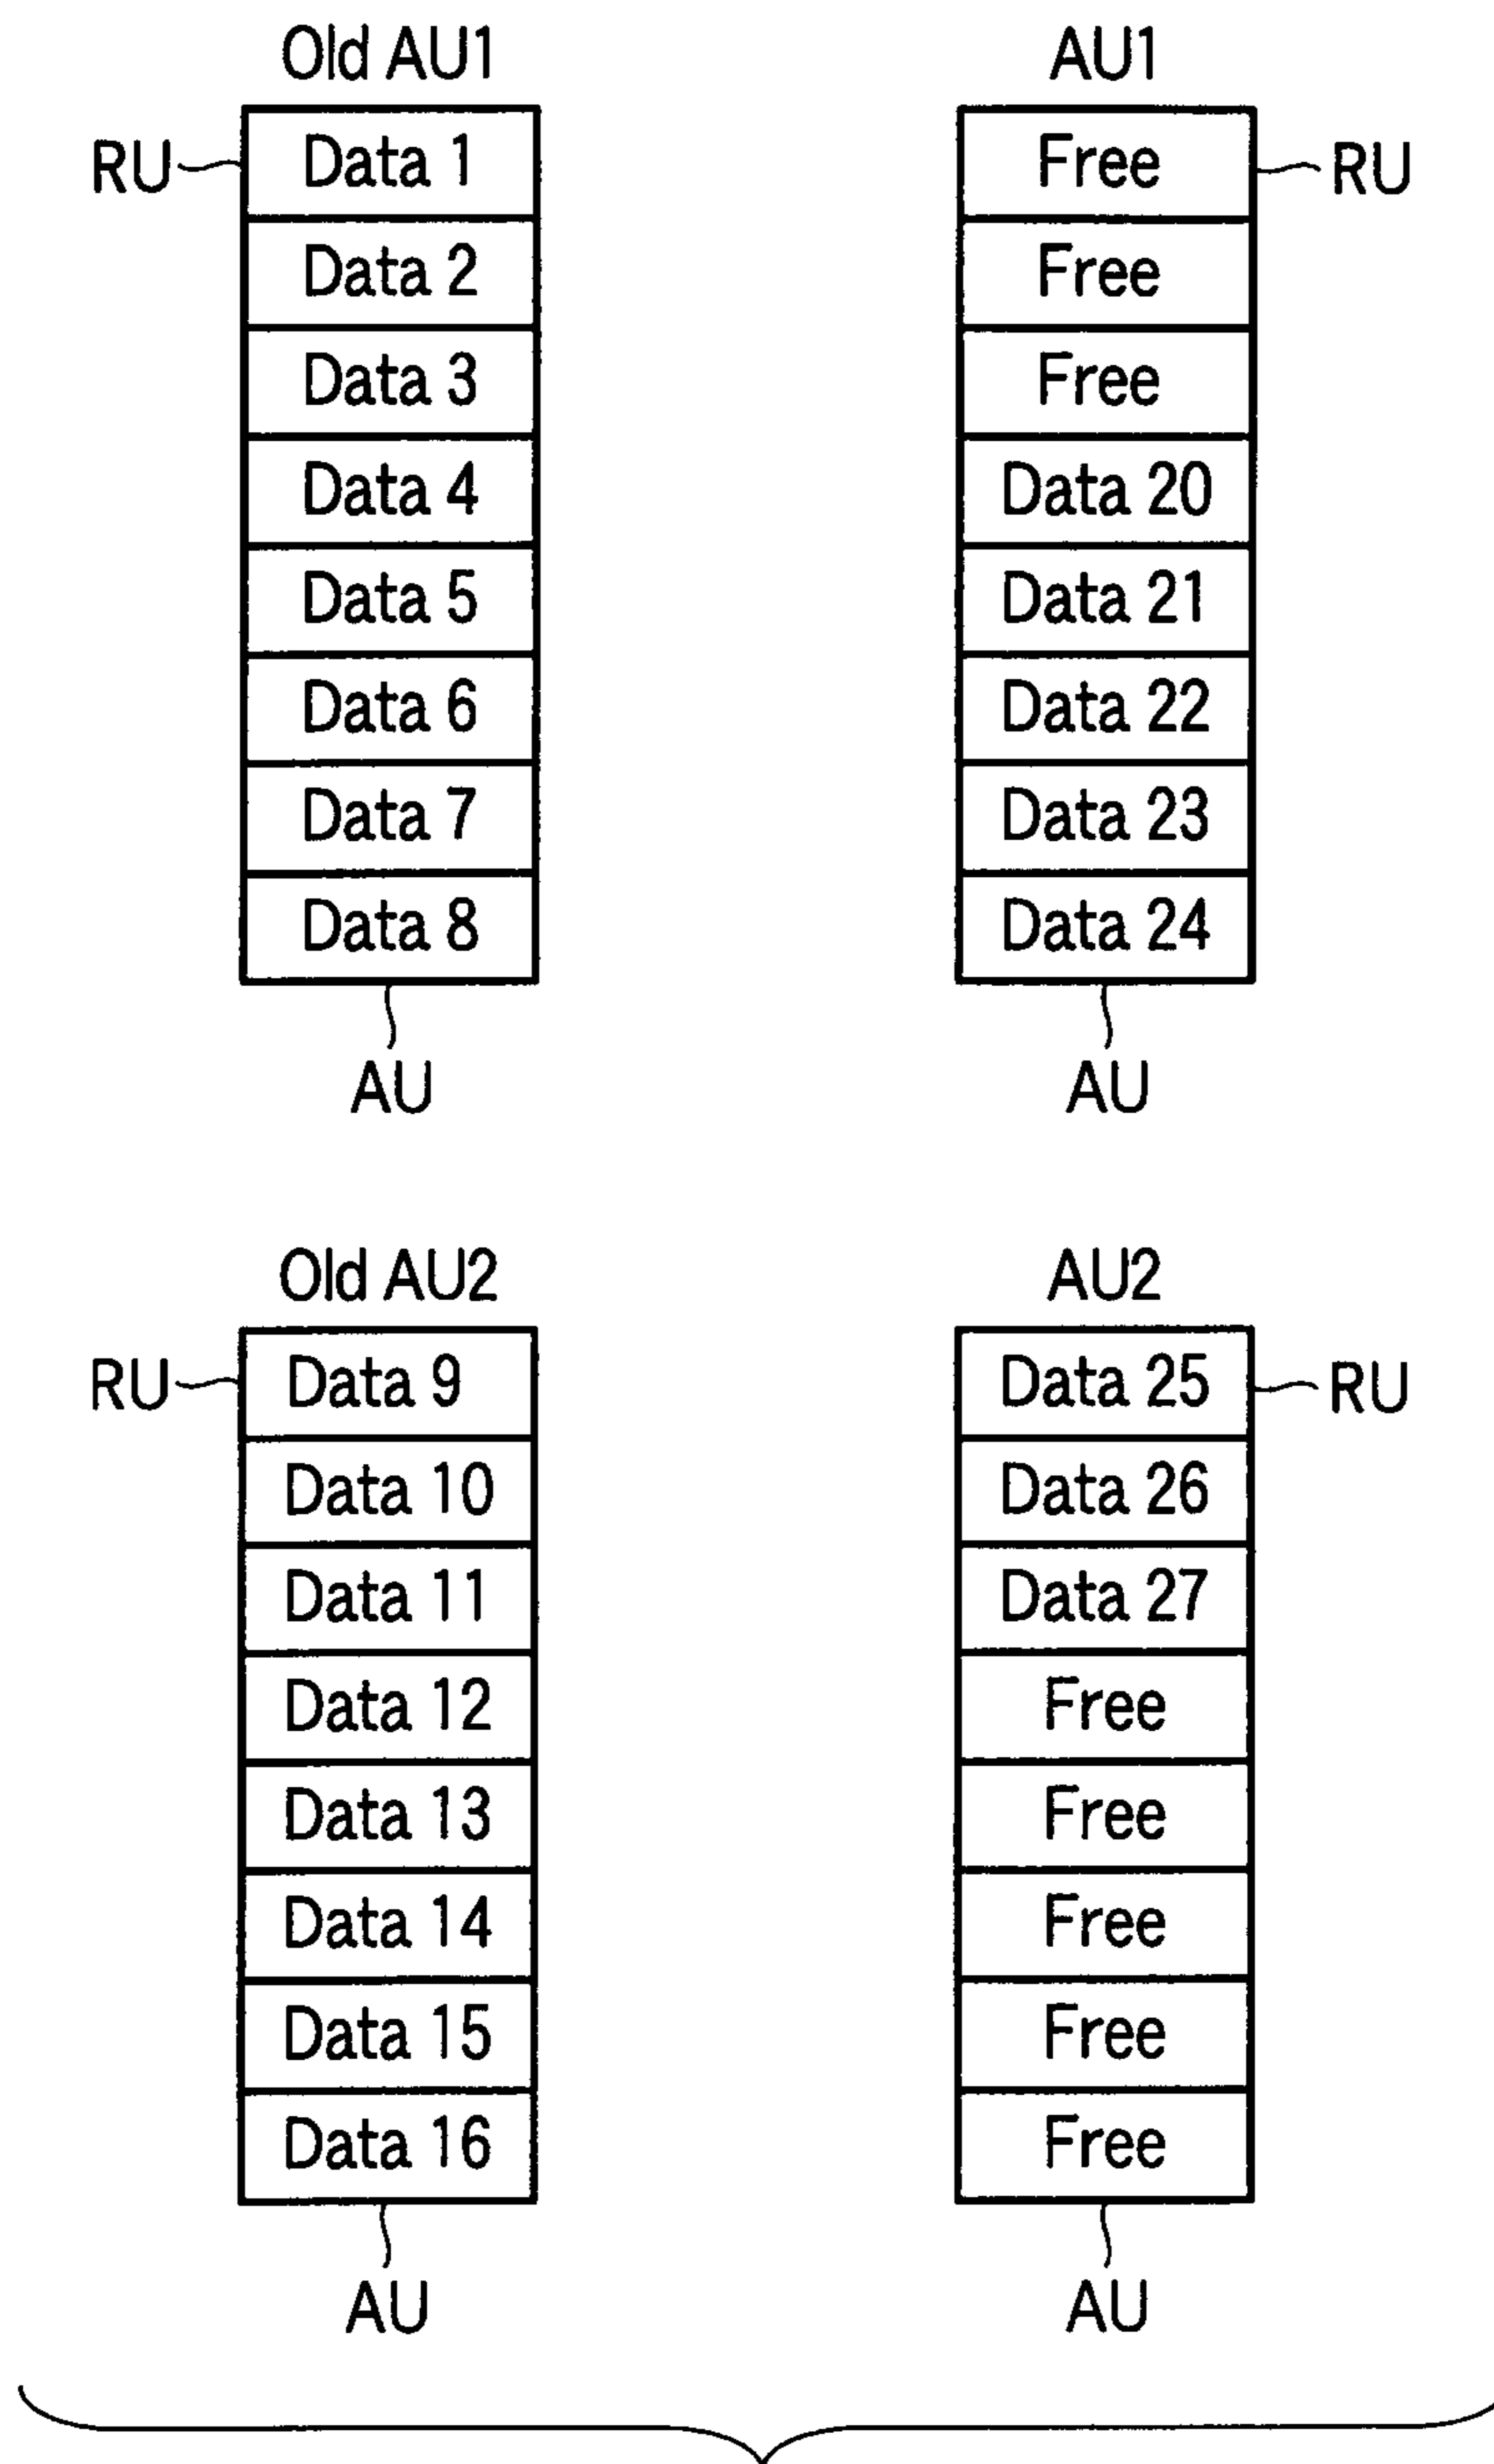 Old AU1
RU
Data 1
Data 2
Data 3
Data 4
Data 5
Data 6
Data 7
Data 8
AU
AU1
Free
RU
Free
Free
Data 20
Data 21
Data 22
Data 23
Data 24
AU
Old AU2
RU
Data 9
Data 10
Data 11
Data 12
Data 13
Data 14
Data 15
Data 16
AU
AU2
Data 25
RU
Data 26
Data 27
Free
Free
Free
Free
Free
AU